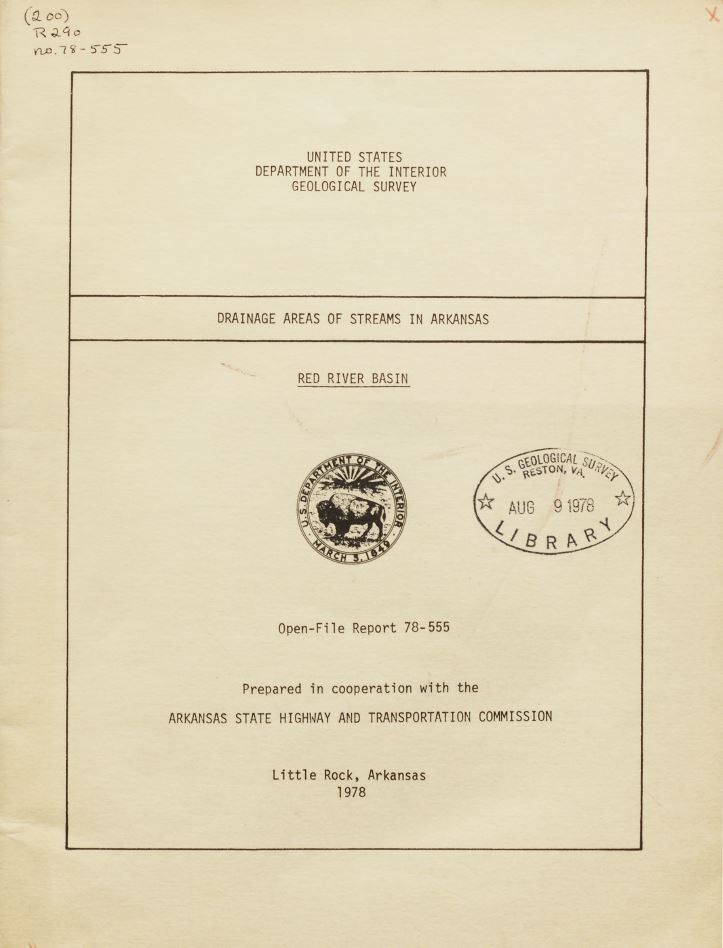 (200)
R290
no.78-555
UNITED STATES
DEPARTMENT OF THE INTERIOR
GEOLOGICAL SURVEY
DRAINAGE AREAS OF STREAMS IN ARKANSAS
RED RIVER BASIN
U.S. DEPARTMENT OF THE INTERIOR
MARCH 3, 1849
U. S. GEOLOGICAL SURVEY
RESTON, VA.
AUG 9 1978
LIBRARY
Open-File Report 78-555
Prepared in cooperation with the
ARKANSAS STATE HIGHWAY AND TRANSPORTATION COMMISSION
Little Rock, Arkansas
1978